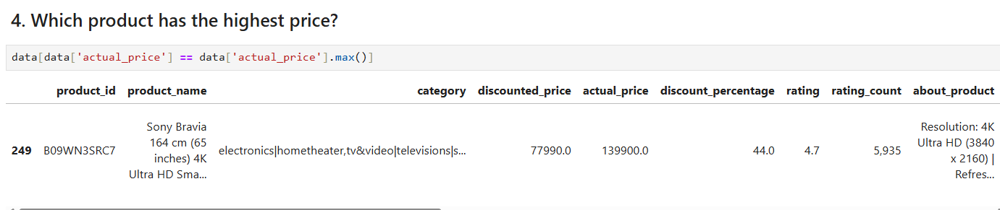 4. Which product has the highest price?
data[data['actual_price'] == data['actual_price'].max()]
product_id product_name category discounted_price actual_price discount_percentage rating rating_count about_product
249 B09WN3SRC7 Sony Bravia 164 cm (65 inches) 4K Ultra HD Sma... electronics|hometheater,tv&video|televisions|s... 77990.0 139900.0 44.0 4.7 5,935 Resolution: 4K Ultra HD (3840 x 2160) | Refres...